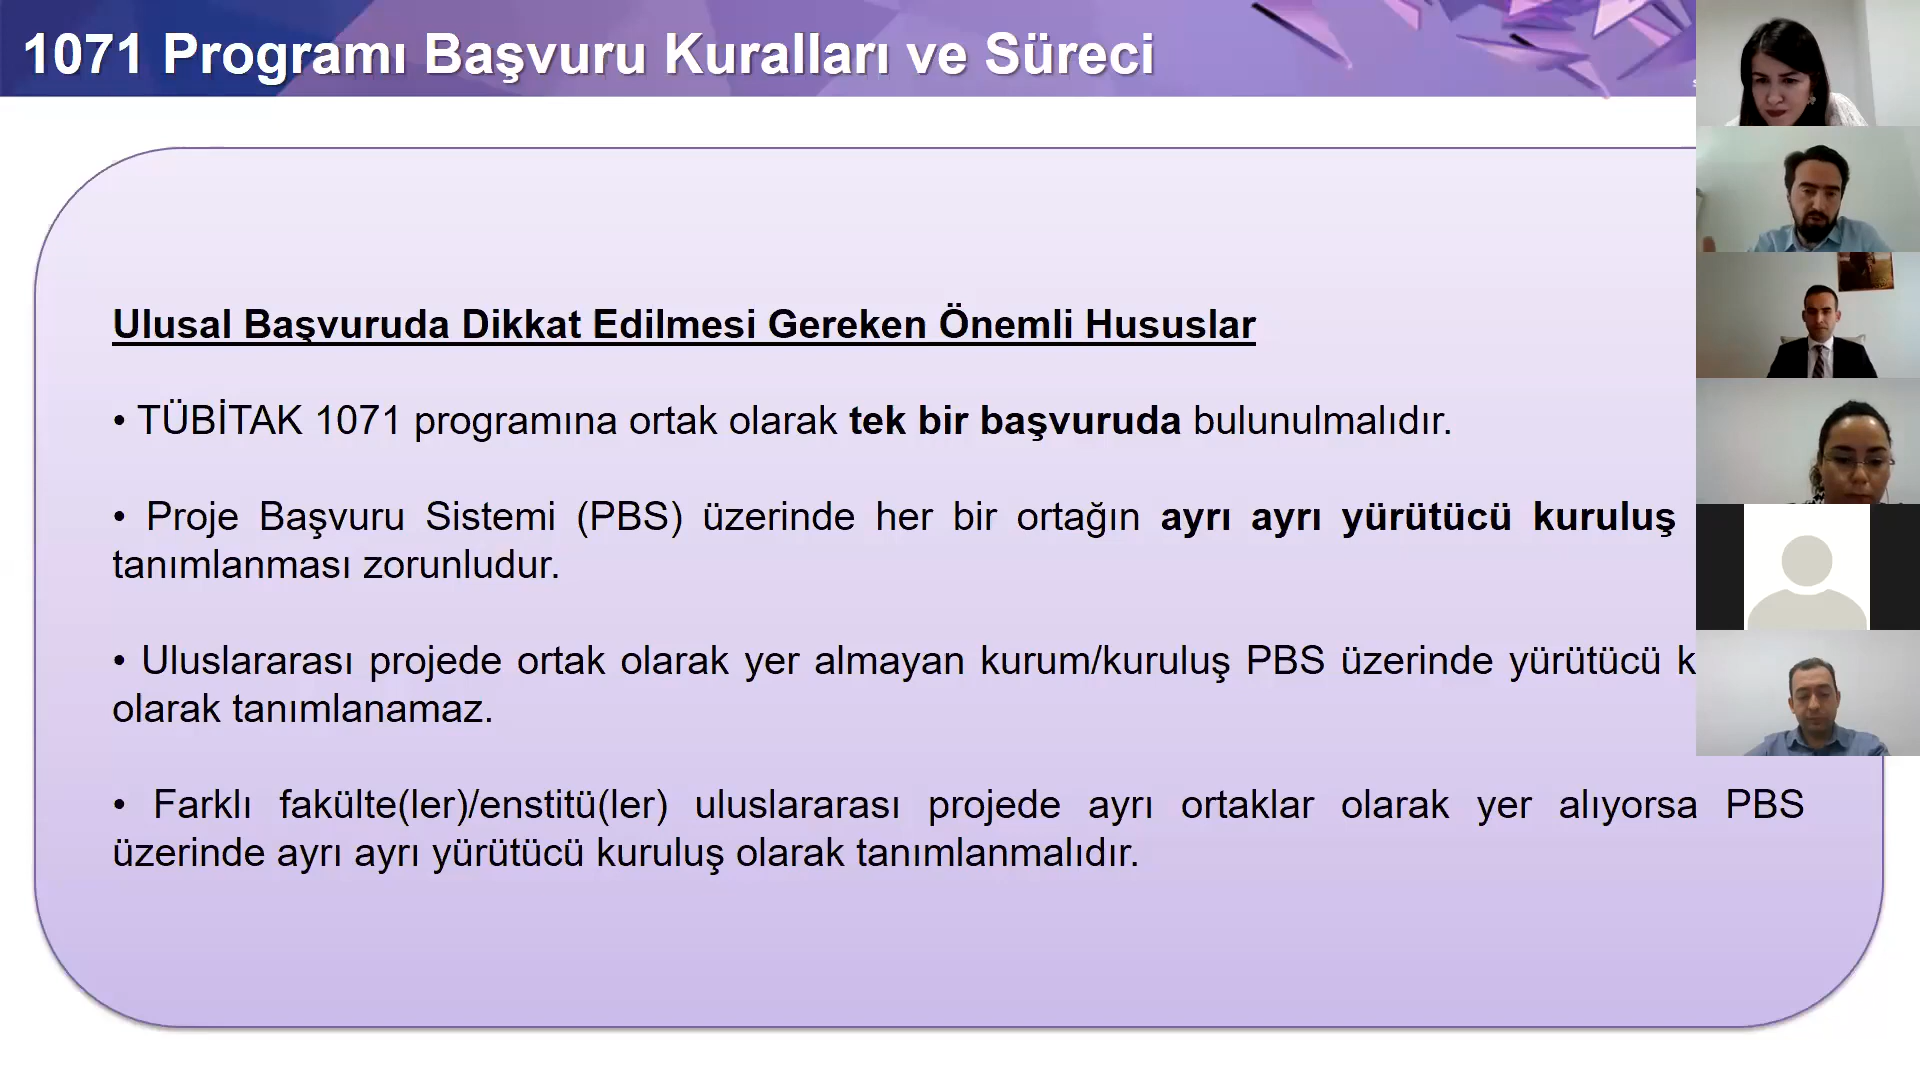 1071 Programı Başvuru Kuralları ve Süreci
Ulusal Başvuruda Dikkat Edilmesi Gereken Önemli Hususlar
• TÜBİTAK 1071 programına ortak olarak tek bir başvuruda bulunulmalıdır.
• Proje Başvuru Sistemi (PBS) üzerinde her bir ortağın ayrı ayrı yürütücü kuruluş
tanımlanması zorunludur.
• Uluslararası projede ortak olarak yer almayan kurum/kuruluş PBS üzerinde yürütücü k
olarak tanımlanamaz.
• Farklı fakülte(ler)/enstitü(ler) uluslararası projede ayrı ortaklar olarak yer alıyorsa PBS
üzerinde ayrı ayrı yürütücü kuruluş olarak tanımlanmalıdır.